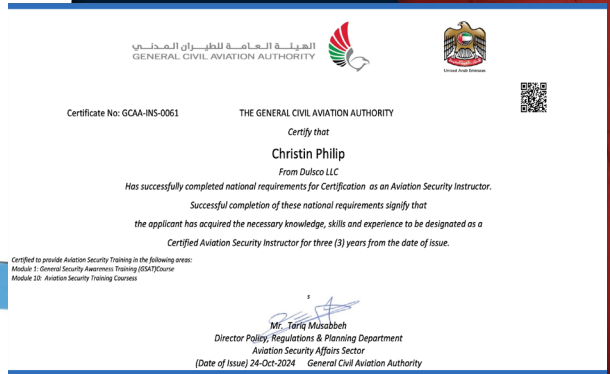 الهيئة العامة للطيران المدني
GENERAL CIVIL AVIATION AUTHORITY
United Arab Emirates
Certificate No: GCAA-INS-0061
THE GENERAL CIVIL AVIATION AUTHORITY
Certify that
Christin Philip
From Dulsco LLC
Has successfully completed national requirements for Certification as an Aviation Security Instructor.
Successful completion of these national requirements signify that
the applicant has acquired the necessary knowledge, skills and experience to be designated as a
Certified Aviation Security Instructor for three (3) years from the date of issue.
Certified to provide Aviation Security Training in the following areas:
Module 1: General Security Awareness Training (GSAT)Course
Module 10: Aviation Security Training Coursess
s
Mr. Tariq Musabbeh
Director Policy, Regulations & Planning Department
Aviation Security Affairs Sector
(Date of Issue) 24-Oct-2024 General Civil Aviation Authority